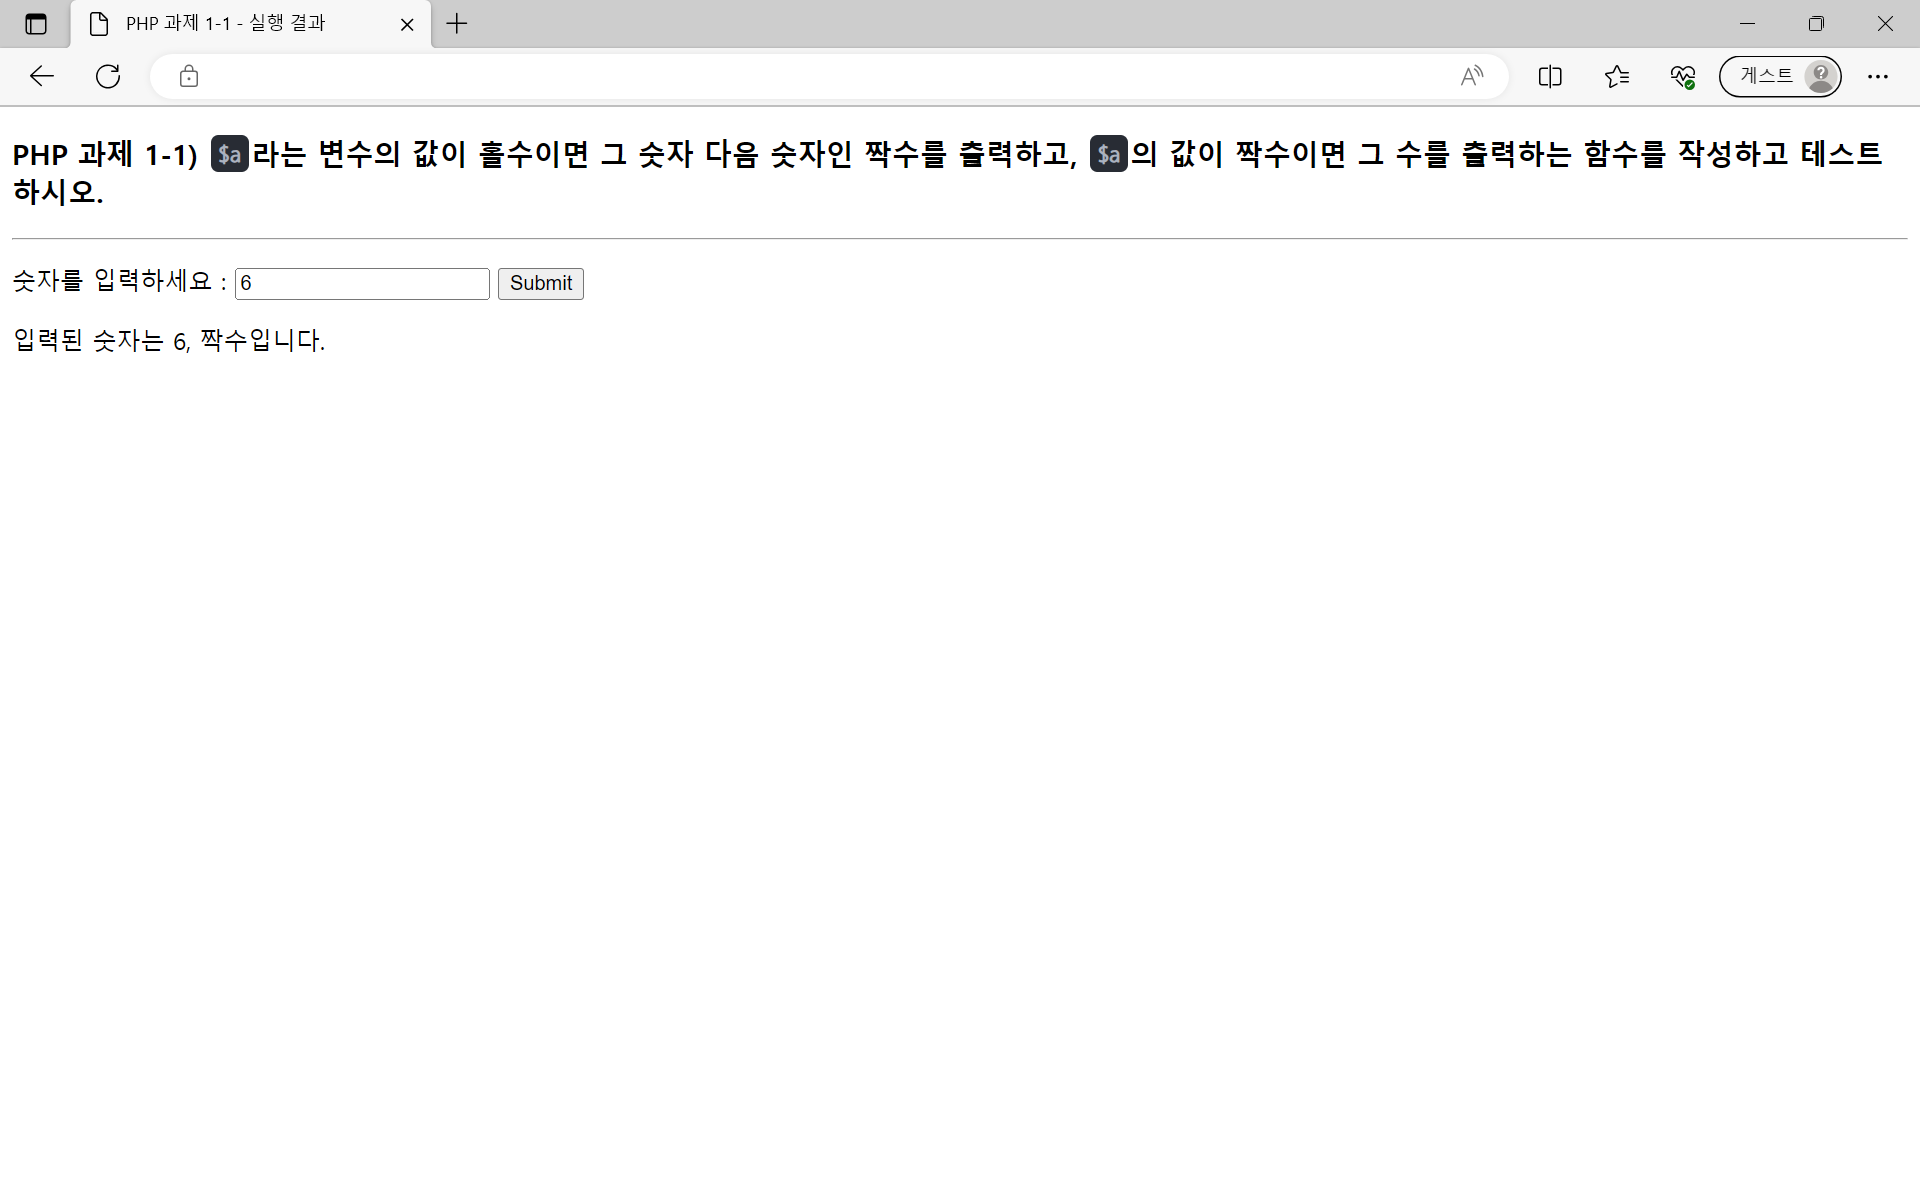 PHP 과제 1-1 - 실행 결과
게스트
PHP 과제 1-1) $a라는 변수의 값이 홀수이면 그 숫자 다음 숫자인 짝수를 출력하고, $a의 값이 짝수이면 그 수를 출력하는 함수를 작성하고 테스트
하시오.
숫자를 입력하세요 : 6 Submit
입력된 숫자는 6, 짝수입니다.